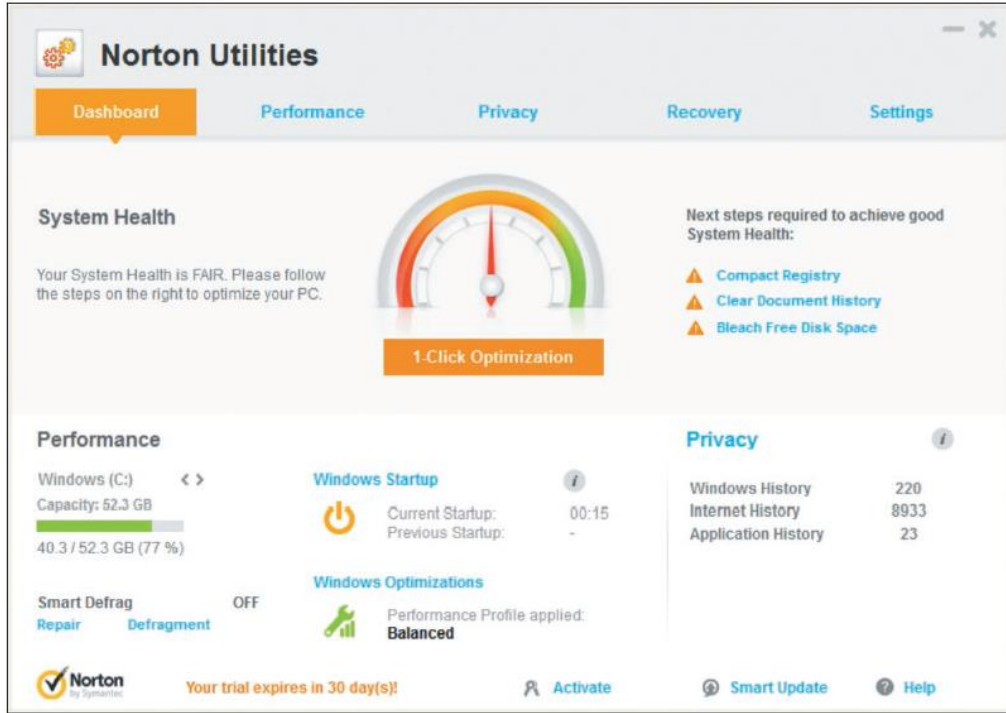 Norton Utilities
Dashboard Performance Privacy Recovery Settings
System Health
Your System Health is FAIR. Please follow
the steps on the right to optimize your PC.
1-Click Optimization
Next steps required to achieve good
System Health:
Compact Registry
Clear Document History
Bleach Free Disk Space
Performance
Windows (C:) < >
Capacity: 52.3 GB
40.3 / 52.3 GB (77 %)
Smart Defrag OFF
Repair Defragment
Windows Startup i
Current Startup: 00:15
Previous Startup: -
Windows Optimizations
Performance Profile applied:
Balanced
Privacy i
Windows History 220
Internet History 8933
Application History 23
Norton
by Symantec
Your trial expires in 30 day(s)! Activate Smart Update ? Help